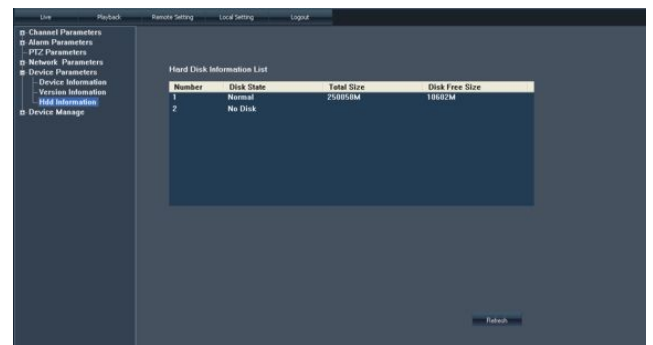 Live Playback Remote Setting Local Setting Logout
Channel Parameters
Alarm Parameters
PTZ Parameters
Network Parameters
Device Parameters
Device Information
Version Infomation
Hdd Information
Device Manage
Hard Disk Information List
Number Disk State Total Size Disk Free Size
1 Normal 250058M 10602M
2 No Disk
Refresh